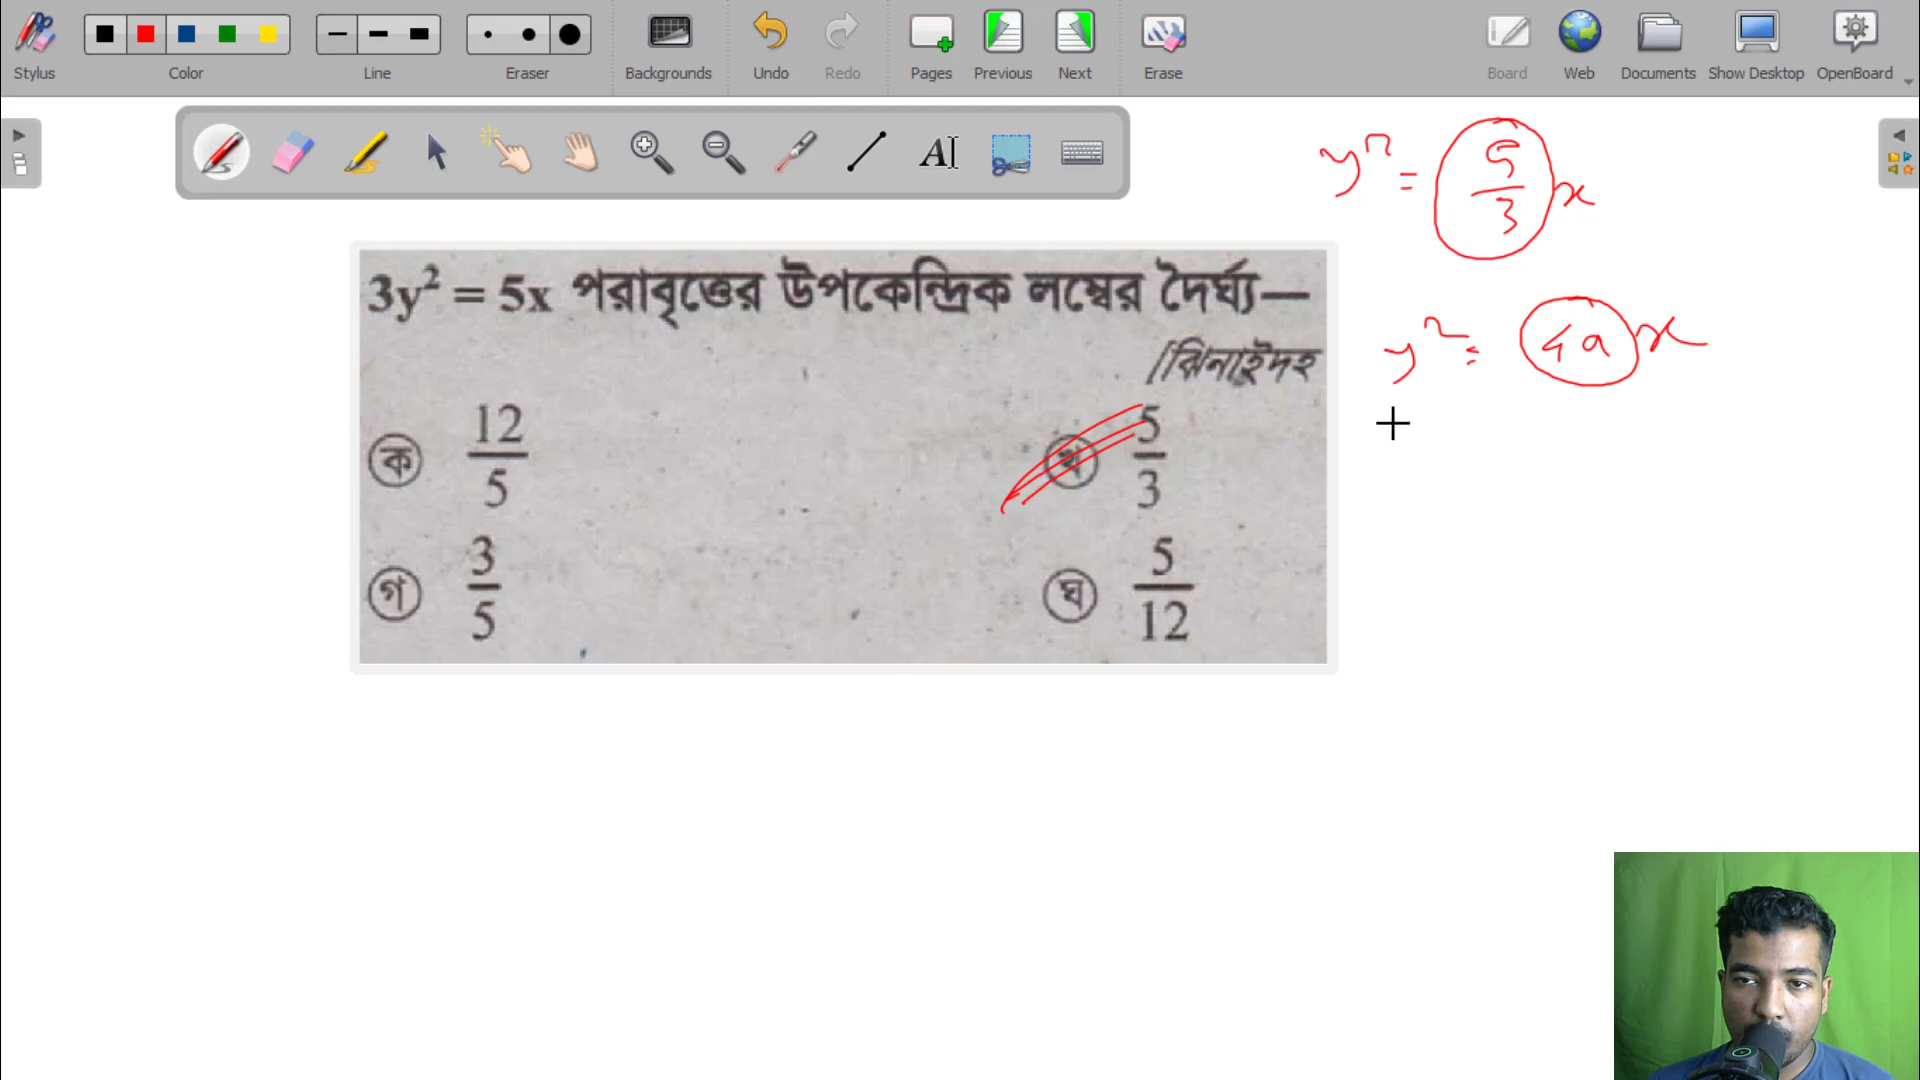 Stylus Color Line Eraser Backgrounds Undo Redo Pages Previous Next Erase Board Web Documents Show Desktop OpenBoard
y² = 5/3 x
3y² = 5x পরাবৃত্তের উপকেন্দ্রিক লম্বের দৈর্ঘ্য—
y² = 4a x
[ঝিনাইদহ
ক 12/5 খ 5/3
গ 3/5 ঘ 5/12